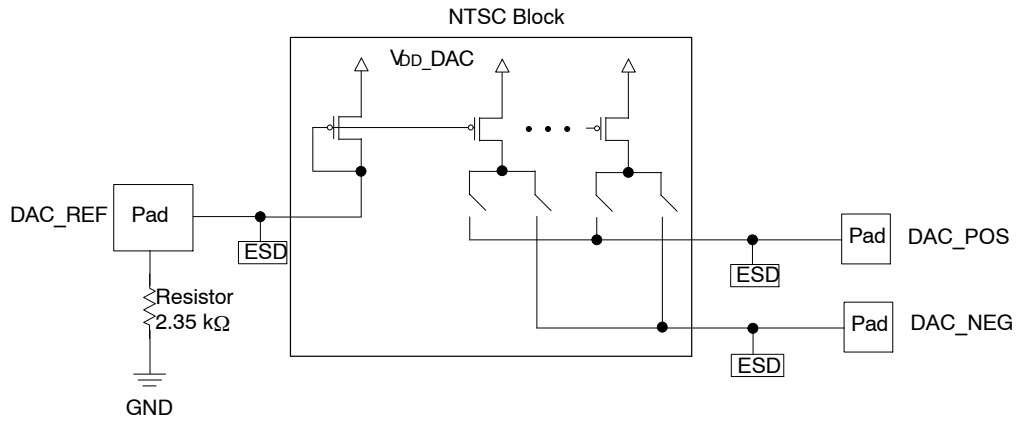 NTSC Block
VDD_DAC
DAC_REF
Pad
ESD
Resistor
2.35 kΩ
GND
Pad
DAC_POS
ESD
Pad
DAC_NEG
ESD